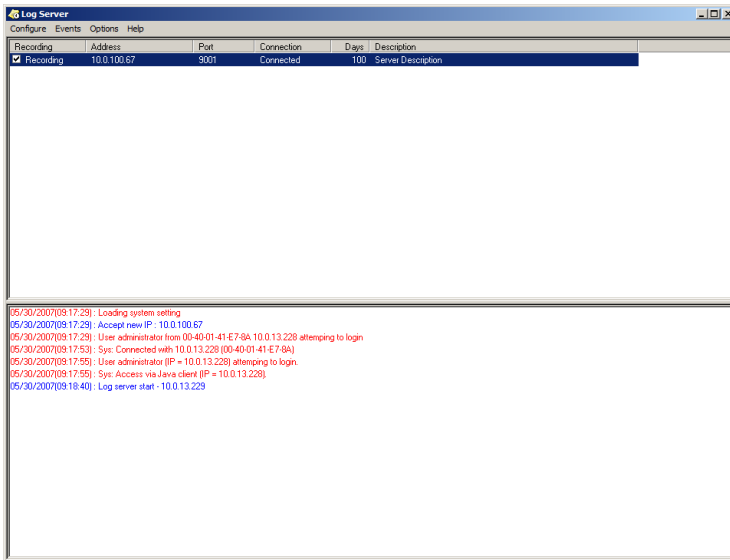 Log Server
Configure Events Options Help
Recording Address Port Connection Days Description
Recording 10.0.100.67 9001 Connected 100 Server Description
05/30/2007(09:17:29) : Loading system setting
05/30/2007(09:17:29) : Accept new IP : 10.0.100.67
05/30/2007(09:17:29) : User administrator from 00-40-01-41-E7-8A 10.0.13.228 attemping to login
05/30/2007(09:17:53) : Sys: Connected with 10.0.13.228 (00-40-01-41-E7-8A)
05/30/2007(09:17:55) : User administrator (IP = 10.0.13.228) attemping to login.
05/30/2007(09:17:55) : Sys: Access via Java client (IP = 10.0.13.228).
05/30/2007(09:18:40) : Log server start - 10.0.13.229